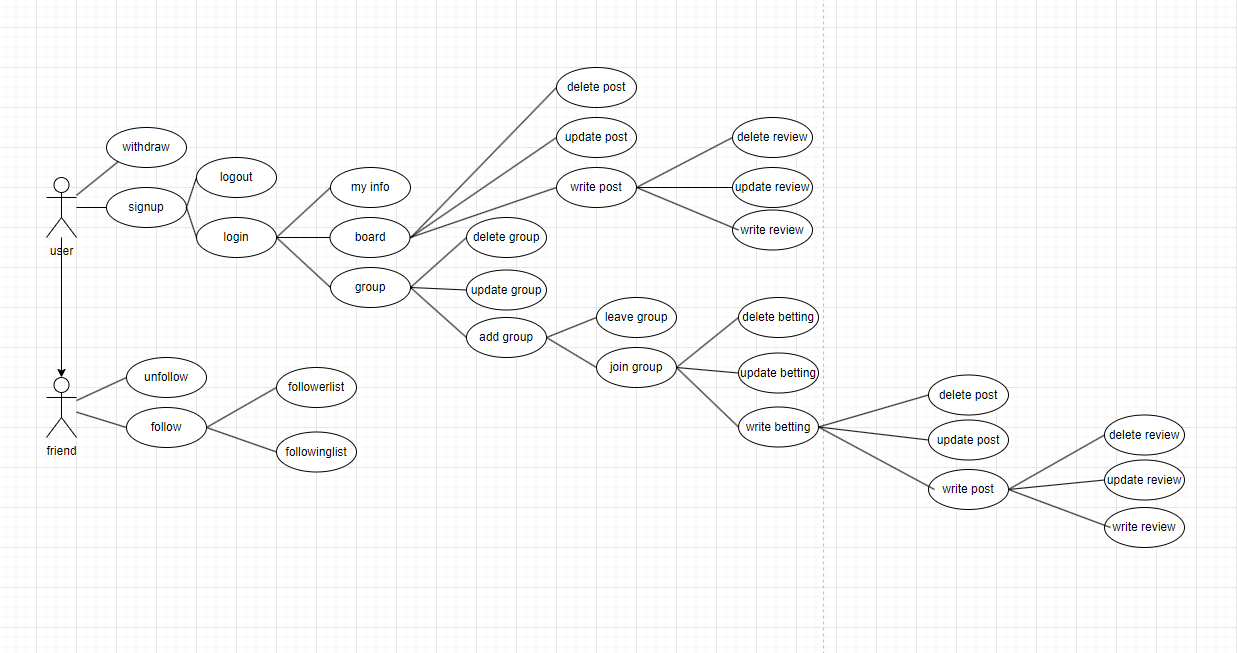 delete post
update post
write post
delete review
update review
write review
withdraw
signup
user
logout
login
my info
board
group
delete group
update group
add group
leave group
join group
delete betting
update betting
write betting
delete post
update post
write post
delete review
update review
write review
unfollow
follow
friend
followerlist
followinglist